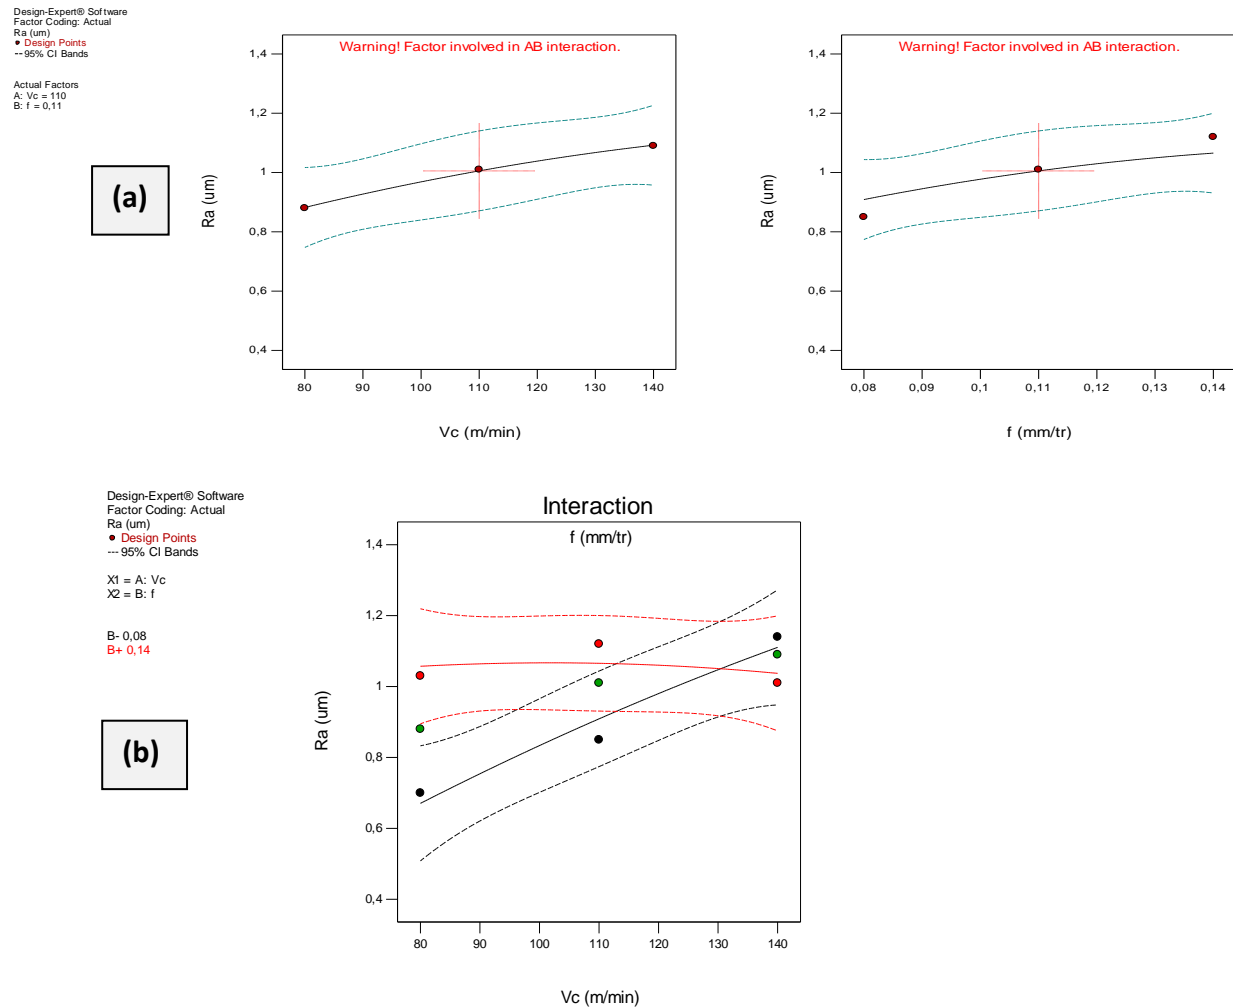 Design-Expert® Software
Factor Coding: Actual
Ra (um)
Design Points
95% CI Bands
Actual Factors
A: Vc = 110
B: f = 0,11
(a)
Warning! Factor involved in AB interaction.
1,4
1,2
1
0,8
0,6
0,4
Ra (um)
80 90 100 110 120 130 140
Vc (m/min)
Warning! Factor involved in AB interaction.
1,4
1,2
1
0,8
0,6
0,4
Ra (um)
0,08 0,09 0,1 0,11 0,12 0,13 0,14
f (mm/tr)
Design-Expert® Software
Factor Coding: Actual
Ra (um)
Design Points
95% CI Bands
X1 = A: Vc
X2 = B: f
B- 0,08
B+ 0,14
(b)
Interaction
f (mm/tr)
1,4
1,2
1
0,8
0,6
0,4
Ra (um)
80 90 100 110 120 130 140
Vc (m/min)